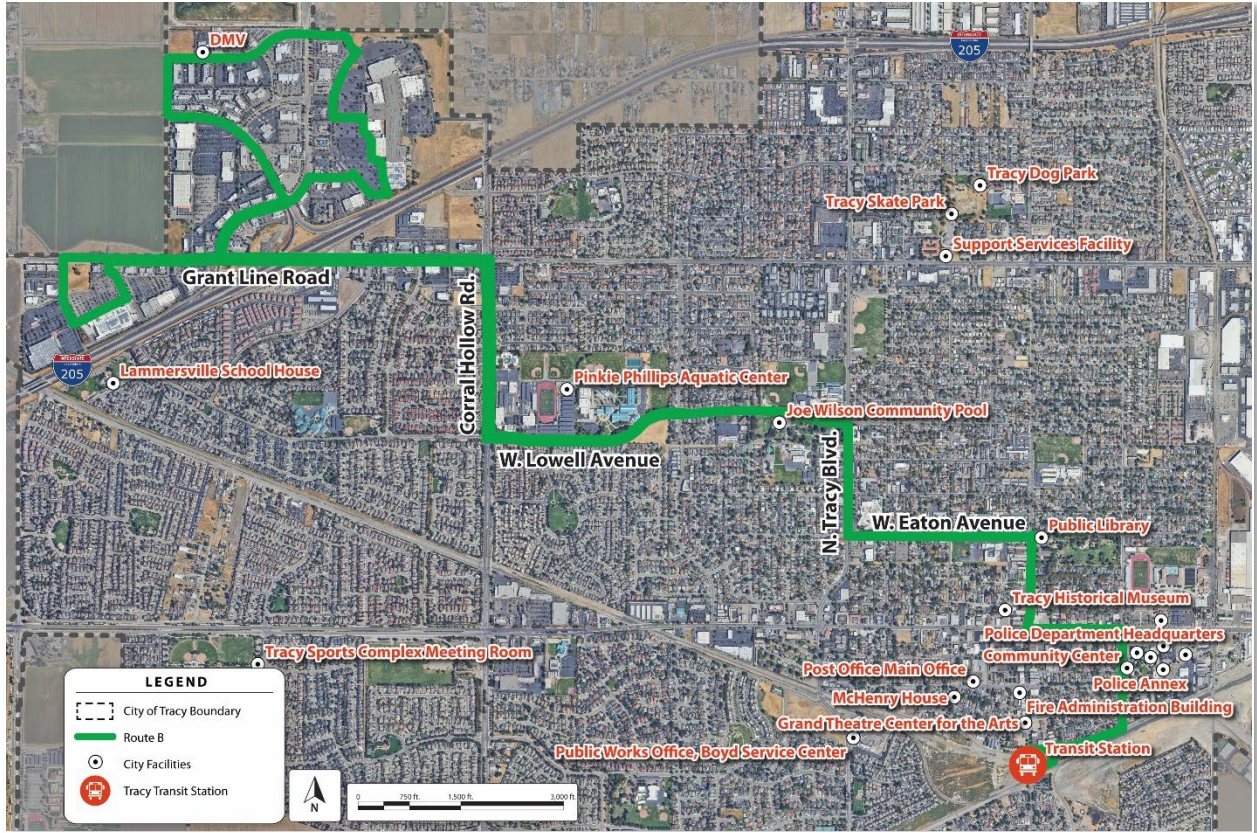 DMV
INTERSTATE
205
Tracy Dog Park
Tracy Skate Park
Support Services Facility
Grant Line Road
Corral Hollow Rd.
INTERSTATE
205
Lammersville School House
Pinkie Phillips Aquatic Center
Joe Wilson Community Pool
W. Lowell Avenue
N. Tracy Blvd.
W. Eaton Avenue
Public Library
Tracy Historical Museum
Police Department Headquarters
Community Center
Tracy Sports Complex Meeting Room
Post Office Main Office
Police Annex
McHenry House
Fire Administration Building
Grand Theatre Center for the Arts
Public Works Office, Boyd Service Center
Transit Station
LEGEND
City of Tracy Boundary
Route B
City Facilities
Tracy Transit Station
N
0 750 ft. 1,500 ft. 3,000 ft.